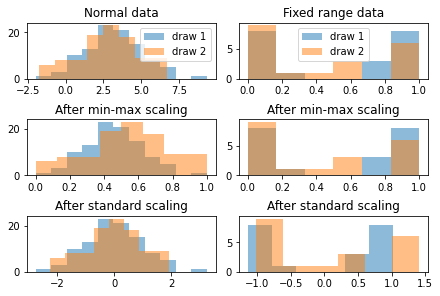 Normal data
Fixed range data
20
0
draw 1
draw 2
−2.5 0.0 2.5 5.0 7.5
5
0
draw 1
draw 2
0.0 0.2 0.4 0.6 0.8 1.0
After min-max scaling
After min-max scaling
20
0
0.0 0.2 0.4 0.6 0.8 1.0
5
0
0.0 0.2 0.4 0.6 0.8 1.0
After standard scaling
After standard scaling
20
0
−2 0 2
5
0
−1.0 −0.5 0.0 0.5 1.0 1.5